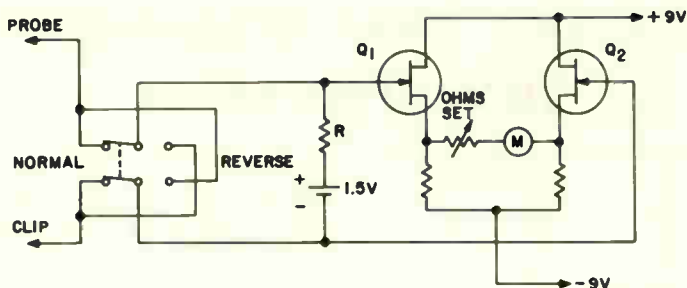 PROBE
+9V
Q1
Q2
OHMS
SET
R
M
NORMAL
REVERSE
+
1.5V
-
CLIP
-9V